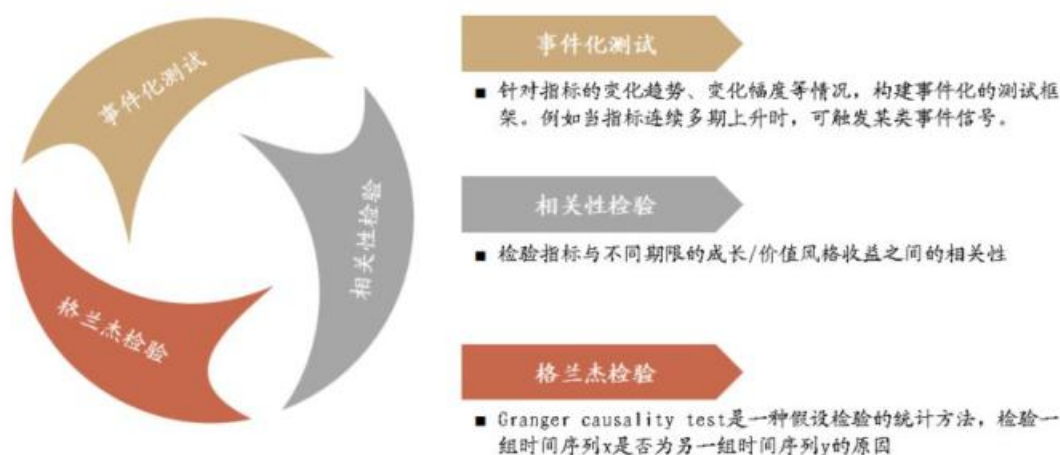 事件化测试
相关性检验
格兰杰检验
事件化测试
■ 针对指标的变化趋势、变化幅度等情况，构建事件化的测试框
架。例如当指标连续多期上升时，可触发某类事件信号。
相关性检验
■ 检验指标与不同期限的成长/价值风格收益之间的相关性
格兰杰检验
■ Granger causality test是一种假设检验的统计方法，检验一
组时间序列x是否为另一组时间序列y的原因